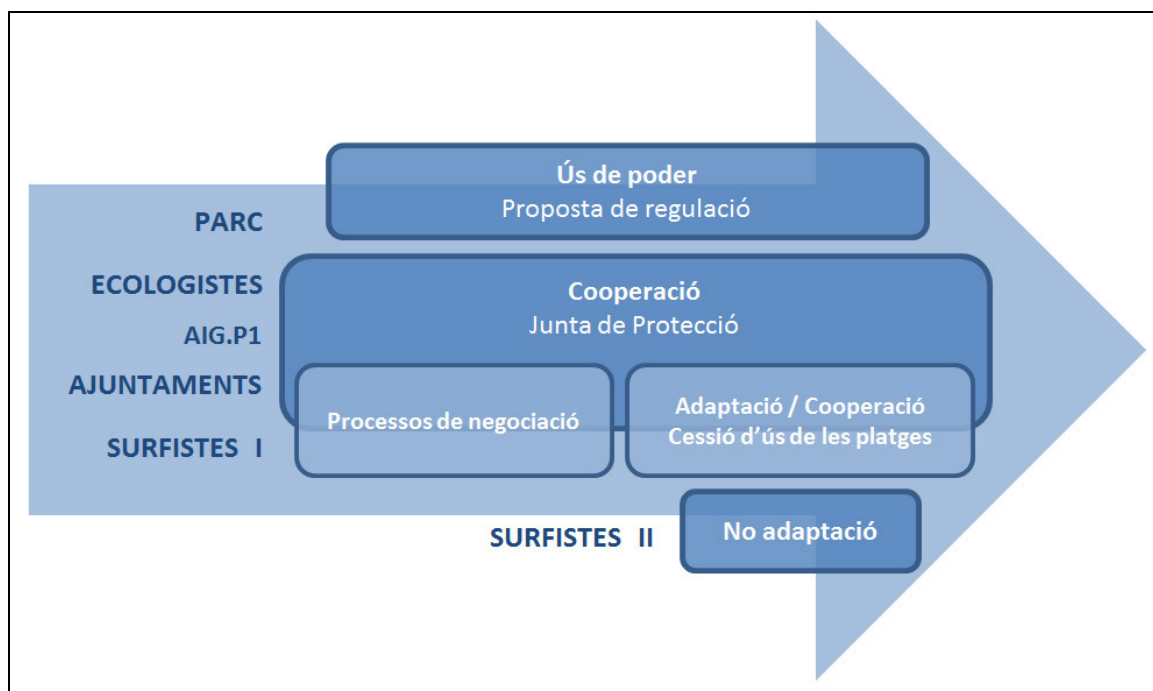 Ús de poder
Proposta de regulació
PARC
ECOLOGISTES
AIG.P1
AJUNTAMENTS
SURFISTES I
Cooperació
Junta de Protecció
Processos de negociació
Adaptació / Cooperació
Cessió d'ús de les platges
SURFISTES II
No adaptació